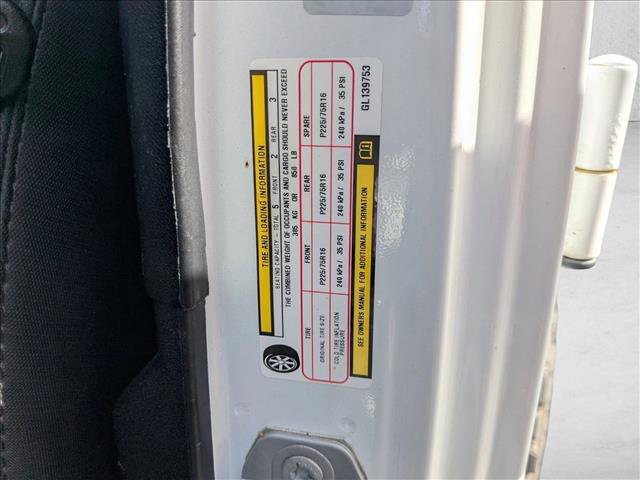 TIRE AND LOADING INFORMATION
SEATING CAPACITY - TOTAL 5 FRONT 2 REAR 3
THE COMBINED WEIGHT OF OCCUPANTS AND CARGO SHOULD NEVER EXCEED
385 KG OR 850 LB
TIRE FRONT REAR SPARE
ORIGINAL TIRE SIZE P225/75R16 P225/75R16 P225/75R16
COLD TIRE INFLATION PRESSURE 240 kPa / 35 PSI 240 kPa / 35 PSI 240 kPa / 35 PSI
SEE OWNERS MANUAL FOR ADDITIONAL INFORMATION
GL139753